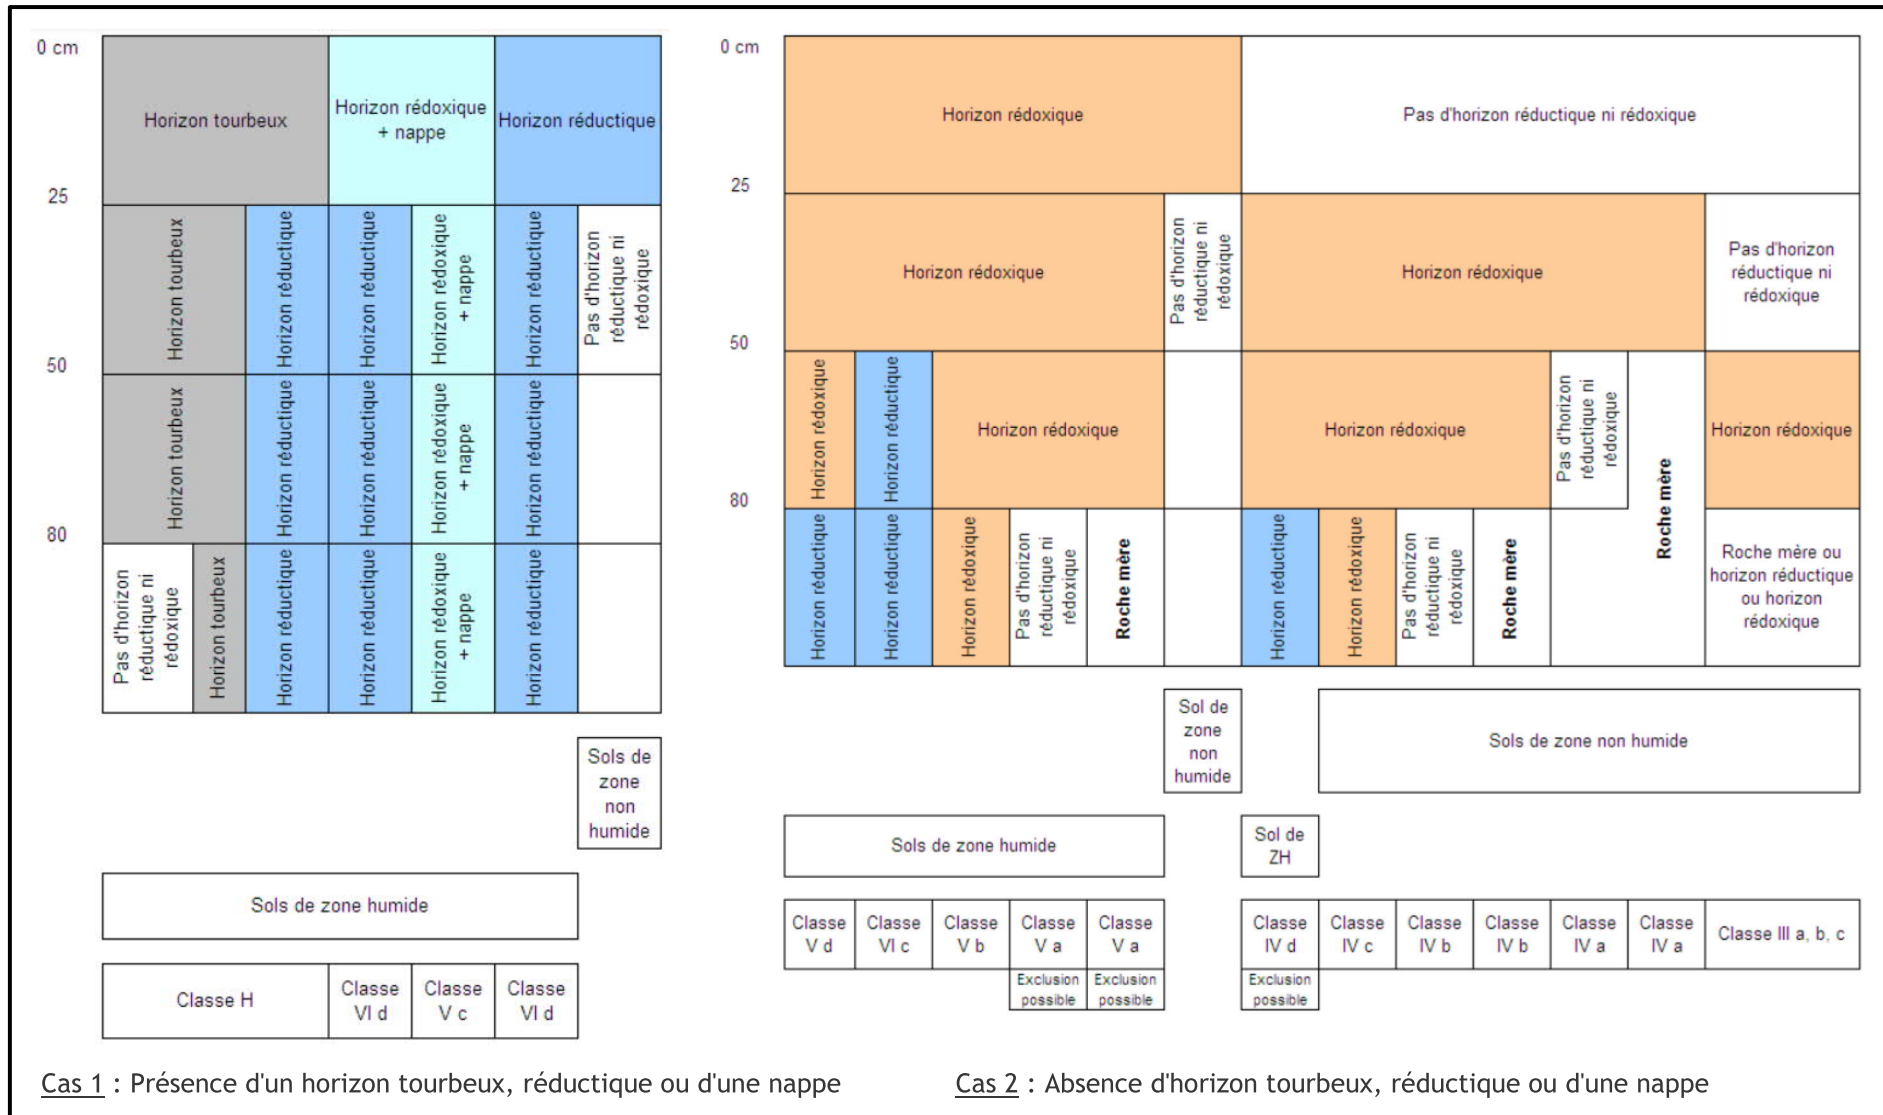 0 cm
25
50
80
Horizon tourbeux
Horizon rédoxique
+ nappe
Horizon réductique
Horizon tourbeux
Horizon réductique
Horizon réductique
Horizon rédoxique
+ nappe
Horizon réductique
Pas d'horizon
réductique ni
rédoxique
Horizon tourbeux
Horizon réductique
Horizon réductique
Horizon rédoxique
+ nappe
Horizon réductique
Pas d'horizon
réductique ni
rédoxique
Horizon tourbeux
Horizon réductique
Horizon réductique
Horizon rédoxique
+ nappe
Horizon réductique
Sols de
zone
non
humide
Sols de zone humide
Classe H
Classe
VI d
Classe
V c
Classe
VI d
Cas 1 : Présence d'un horizon tourbeux, réductique ou d'une nappe
0 cm
25
50
80
Horizon rédoxique
Pas d'horizon réductique ni rédoxique
Horizon rédoxique
Pas d'horizon
réductique ni
rédoxique
Horizon rédoxique
Pas d'horizon
réductique ni
rédoxique
Horizon rédoxique
Horizon réductique
Horizon rédoxique
Horizon rédoxique
Pas d'horizon
réductique ni
rédoxique
Roche mère
Horizon rédoxique
Horizon réductique
Horizon réductique
Horizon rédoxique
Pas d'horizon
réductique ni
rédoxique
Roche mère
Horizon réductique
Horizon rédoxique
Pas d'horizon
réductique ni
rédoxique
Roche mère
Roche mère ou
horizon réductique
ou horizon
rédoxique
Sol de
zone
non
humide
Sols de zone non humide
Sols de zone humide
Sol de
ZH
Classe
V d
Classe
VI c
Classe
V b
Classe
V a
Classe
V a
Classe
IV d
Classe
IV c
Classe
IV b
Classe
IV b
Classe
IV a
Classe
IV a
Classe III a, b, c
Exclusion
possible
Exclusion
possible
Exclusion
possible
Cas 2 : Absence d'horizon tourbeux, réductique ou d'une nappe